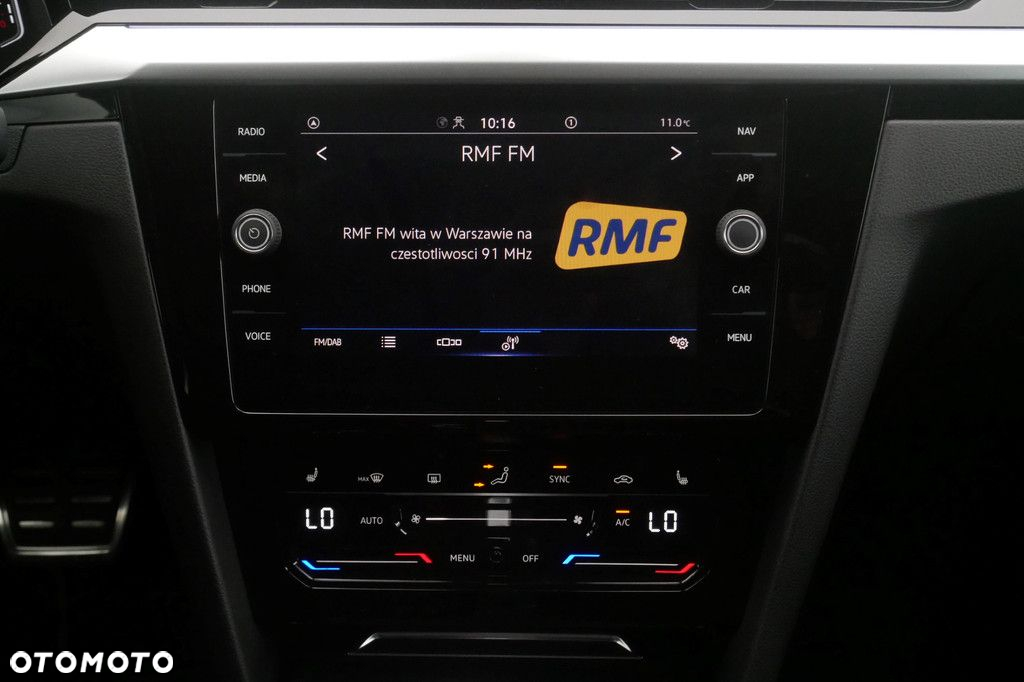 RADIO
MEDIA
PHONE
VOICE
10:16
1
11.0°C
< RMF FM >
RMF FM wita w Warszawie na
czestotliwosci 91 MHz
RMF
FM/DAB
NAV
APP
CAR
MENU
MAX
SYNC
LO
AUTO
A/C
LO
MENU
OFF
OTOMOTO